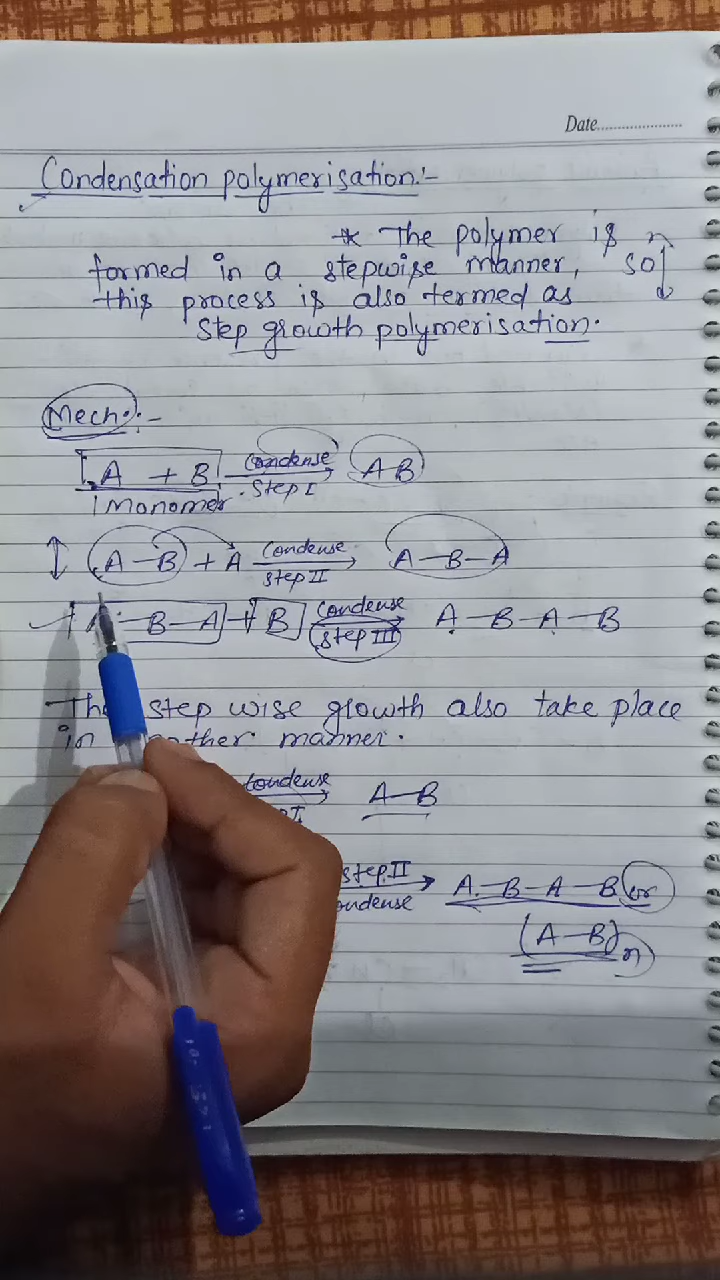 Date....................
Condensation polymerisation:-
* The polymer is
formed in a stepwise manner, so
this process is also termed as
step growth polymerisation.
Mech:-
A + B condense Step I AB
Monomer
A-B + A Condense step II A-B-A
A-B-A + B condense step III A-B-A-B
The step wise growth also take place
in manner.
condense A-B
step II condense A-B-A-B or
(A-B)n